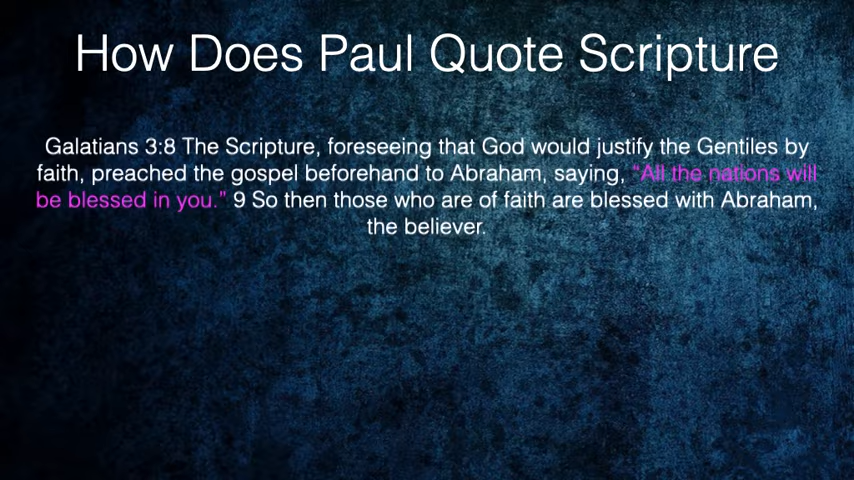 How Does Paul Quote Scripture
Galatians 3:8 The Scripture, foreseeing that God would justify the Gentiles by
faith, preached the gospel beforehand to Abraham, saying, “All the nations will
be blessed in you.” 9 So then those who are of faith are blessed with Abraham,
the believer.